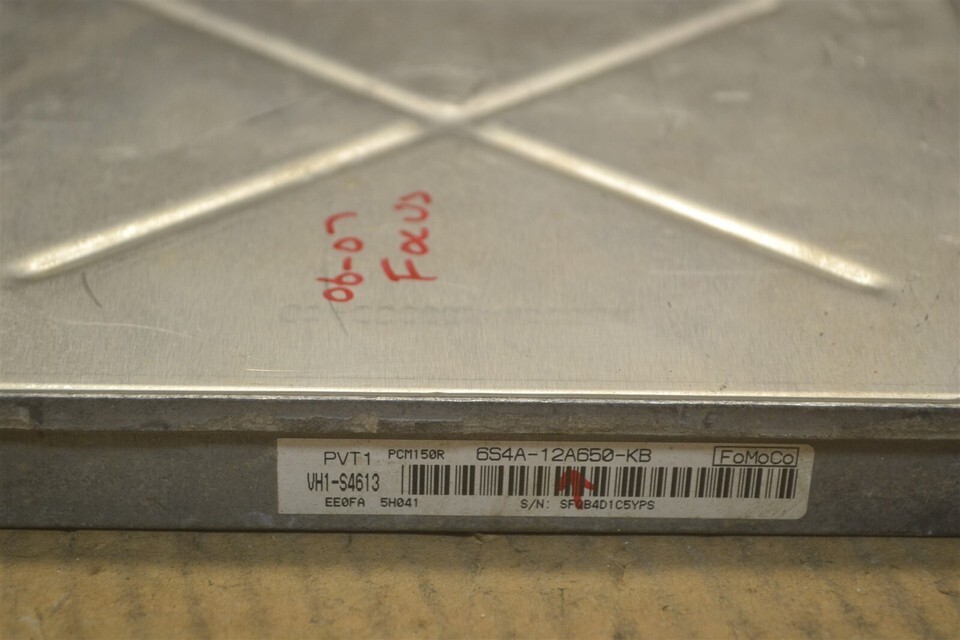 06-07
Focus
PVT1 PCM150R 6S4A-12A650-KB FoMoCo
VH1-S4613
EE0FA 5H041 S/N: